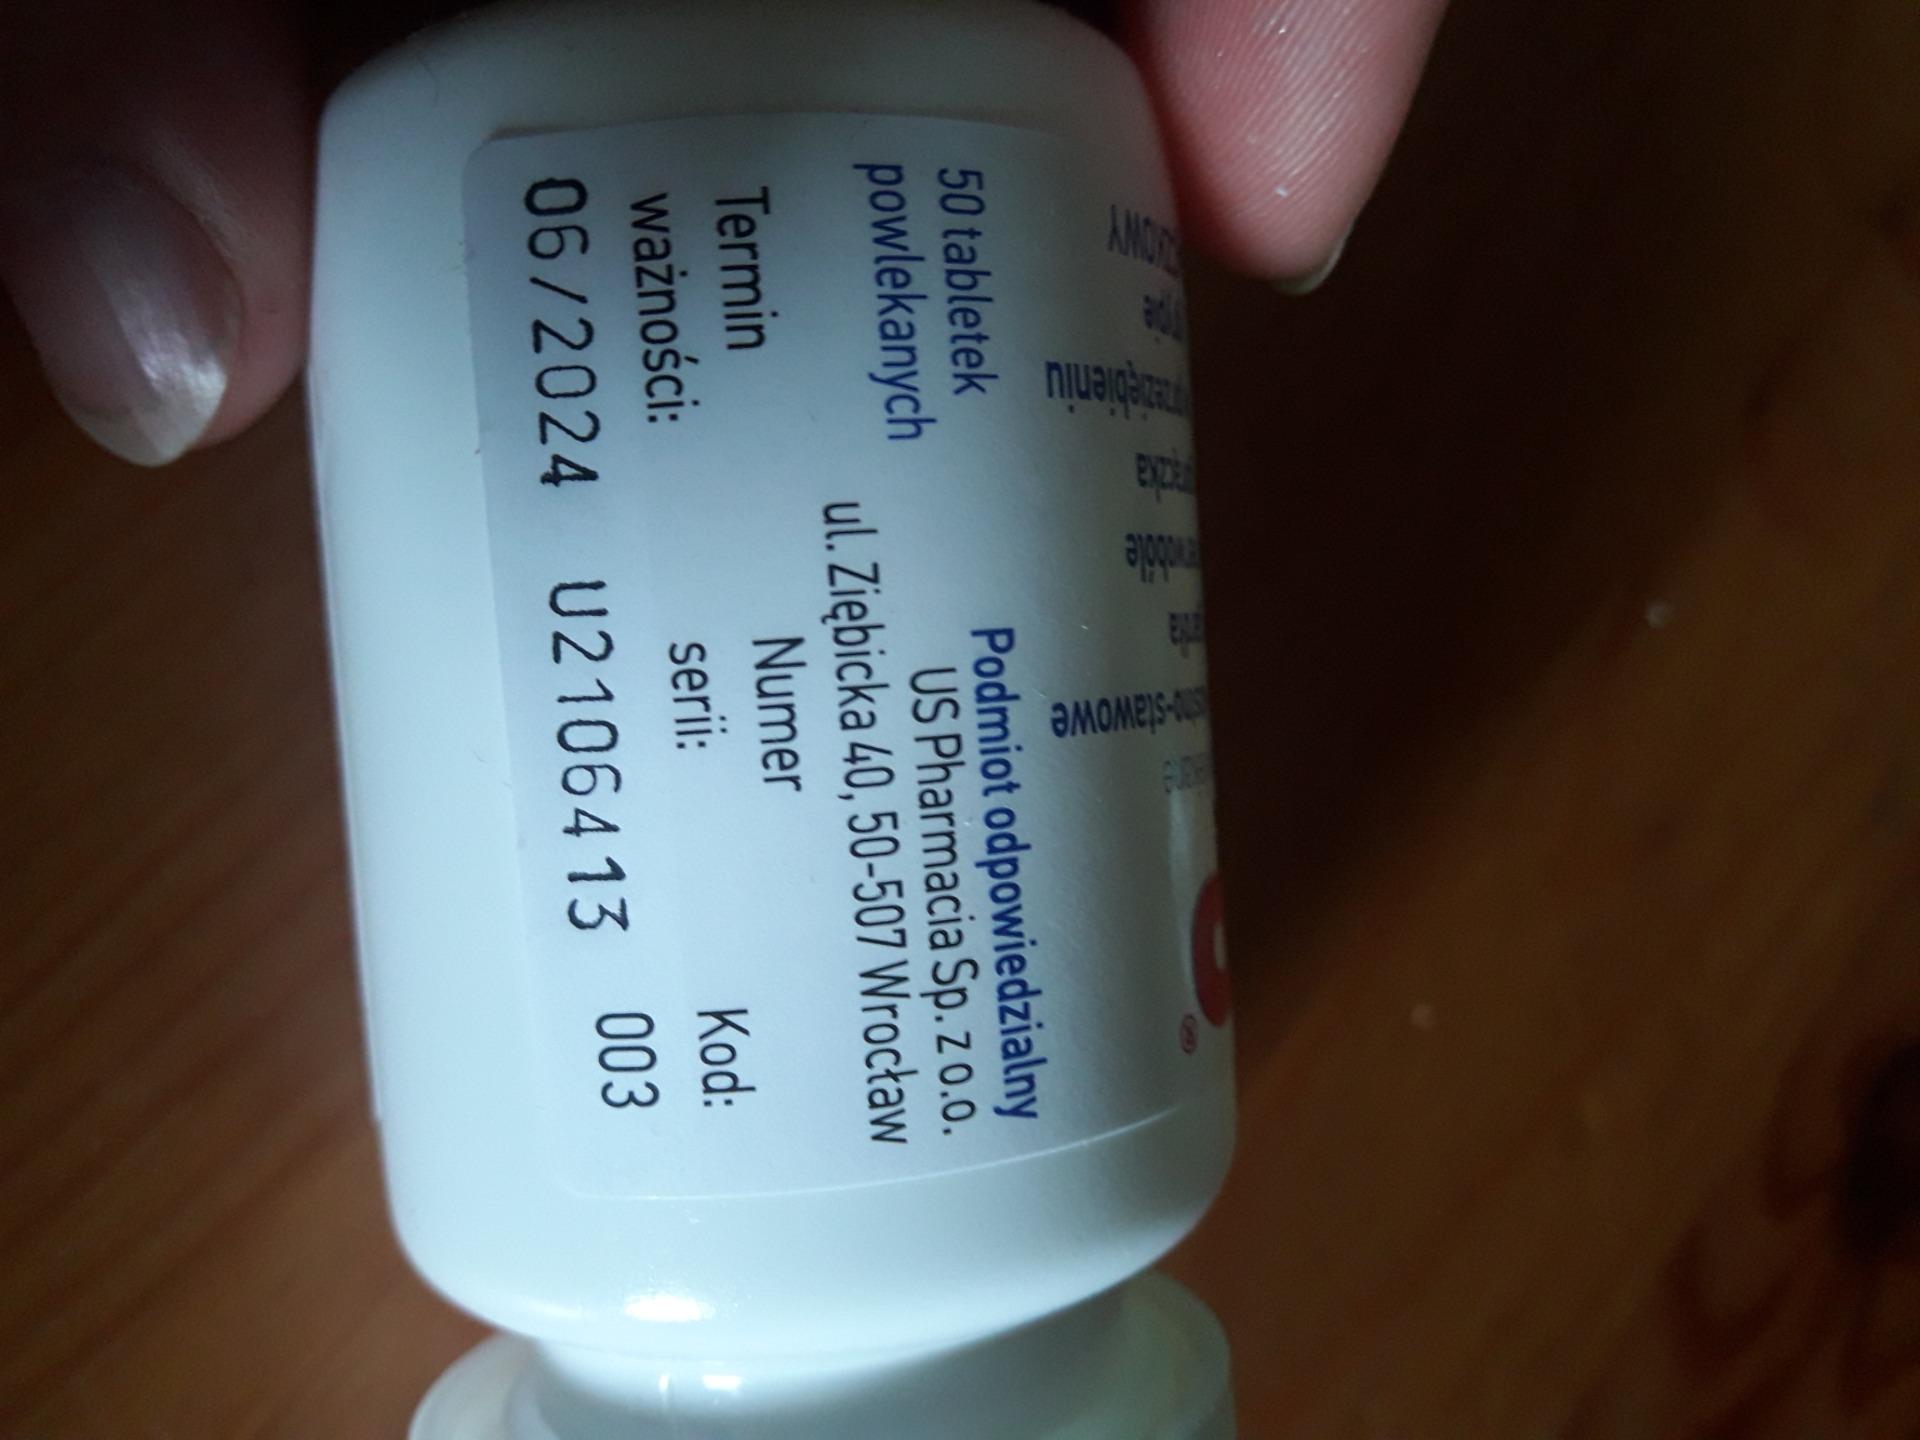 50 tabletek
powlekanych
Podmiot odpowiedzialny
US Pharmacia Sp. z o.o.
ul. Ziębicka 40, 50-507 Wrocław
Termin
ważności:
Numer
serii:
Kod:
06/2024 U2106413 003
przeziębieniu
®